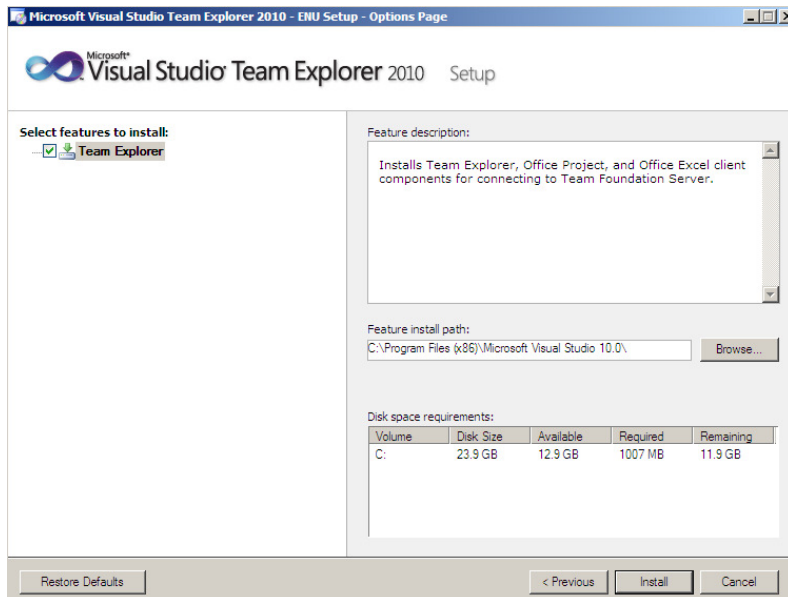 Microsoft Visual Studio Team Explorer 2010 - ENU Setup - Options Page
Microsoft®
Visual Studio Team Explorer 2010 Setup
Select features to install:
Team Explorer
Feature description:
Installs Team Explorer, Office Project, and Office Excel client
components for connecting to Team Foundation Server.
Feature install path:
C:\Program Files (x86)\Microsoft Visual Studio 10.0\
Browse...
Disk space requirements:
Volume Disk Size Available Required Remaining
C: 23.9 GB 12.9 GB 1007 MB 11.9 GB
Restore Defaults < Previous Install Cancel